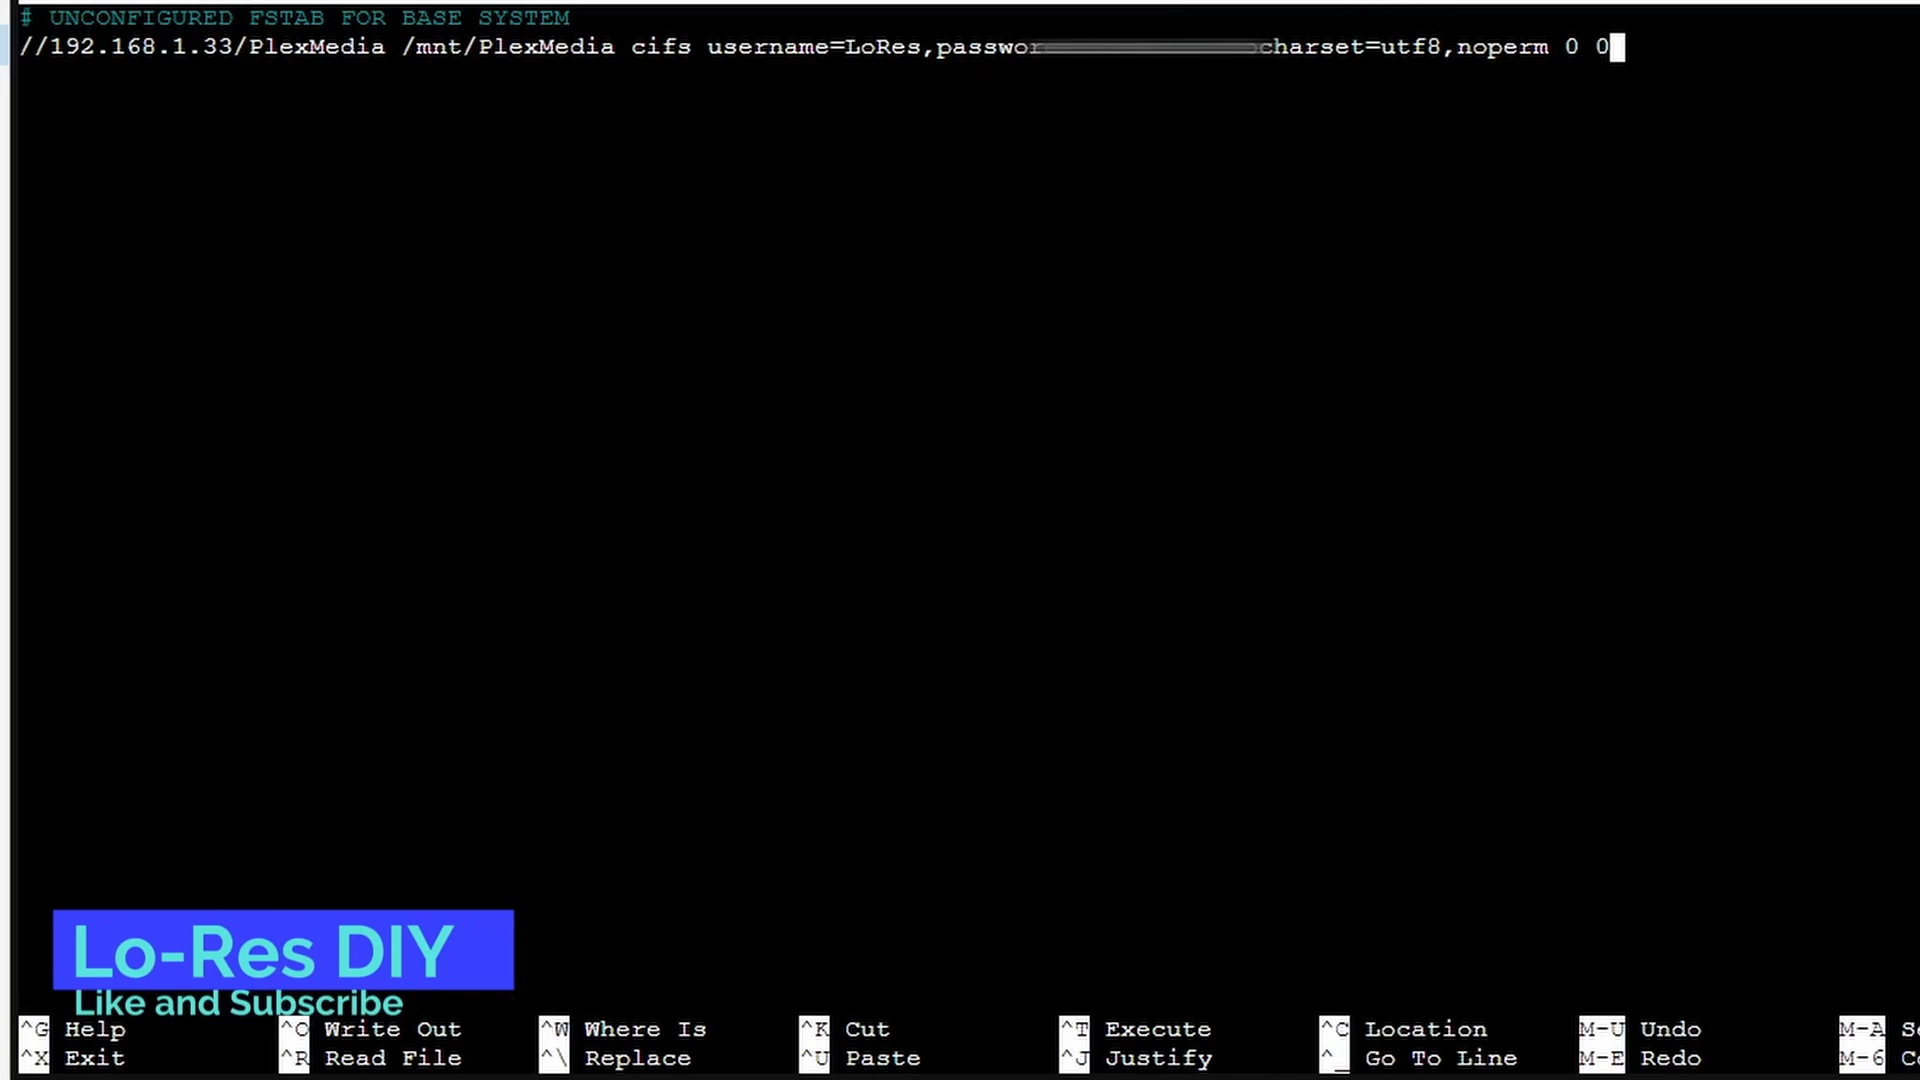 # UNCONFIGURED FSTAB FOR BASE SYSTEM
//192.168.1.33/PlexMedia /mnt/PlexMedia cifs username=LoRes,passwor charset=utf8,noperm 0 0
Lo-Res DIY
Like and Subscribe
^G Help ^O Write Out ^W Where Is ^K Cut ^T Execute ^C Location M-U Undo M-A
^X Exit ^R Read File ^\ Replace ^U Paste ^J Justify ^_ Go To Line M-E Redo M-6